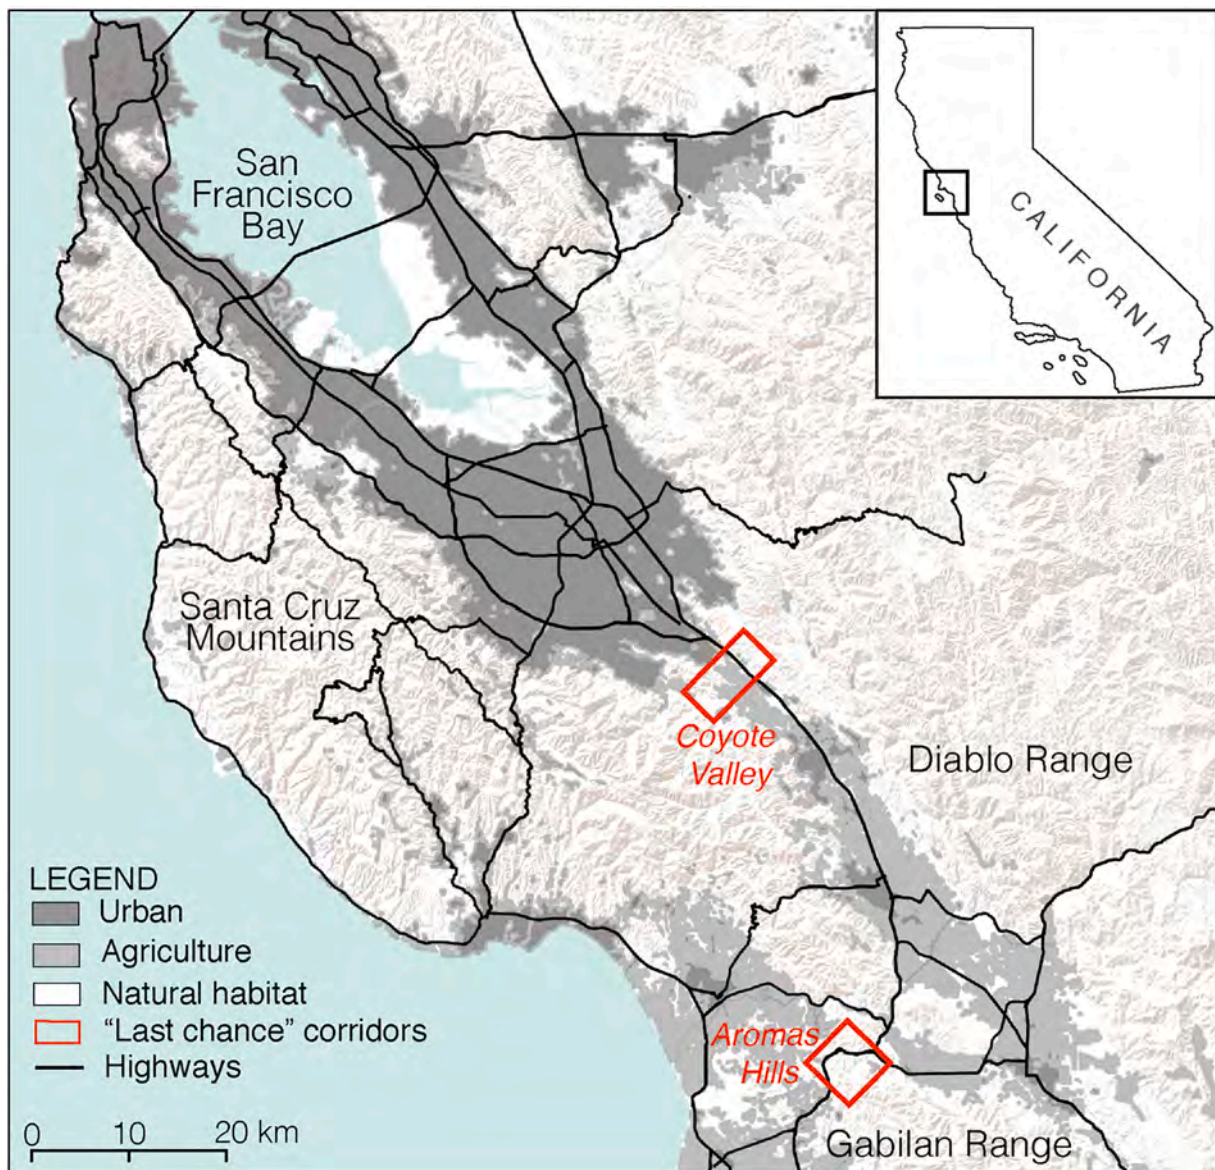 San
Francisco
Bay
CALIFORNIA
Santa Cruz
Mountains
Coyote
Valley
Diablo Range
LEGEND
Urban
Agriculture
Natural habitat
“Last chance” corridors
Highways
Aromas
Hills
0 10 20 km
Gabilan Range